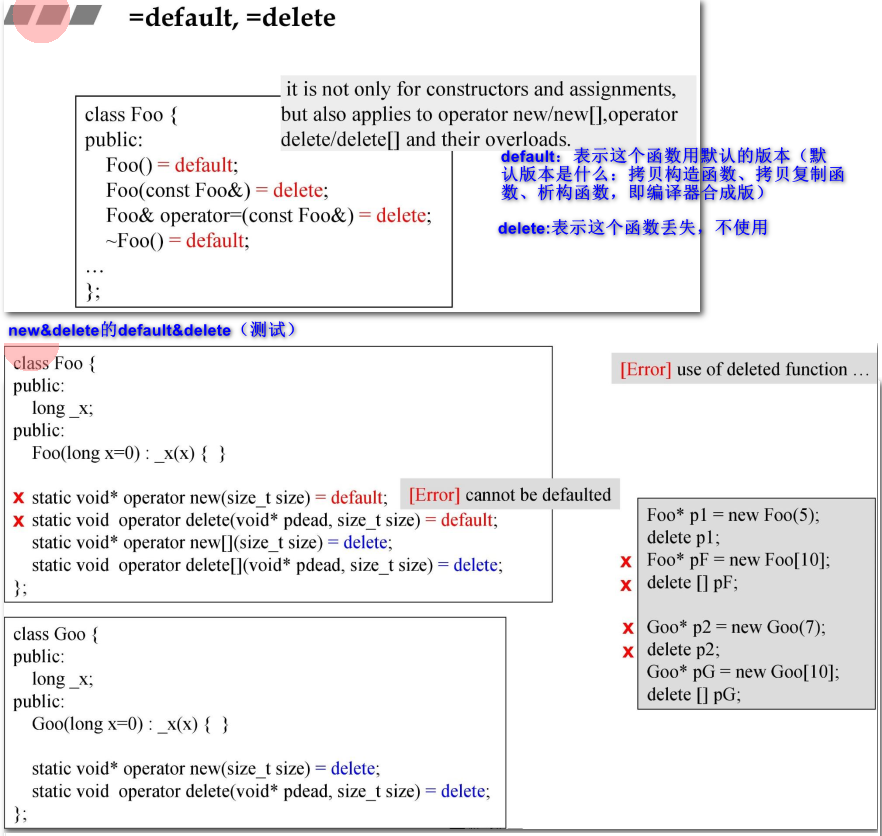 =default, =delete
it is not only for constructors and assignments,
but also applies to operator new/new[],operator
delete/delete[] and their overloads.
class Foo {
public:
Foo() = default;
Foo(const Foo&) = delete;
Foo& operator=(const Foo&) = delete;
~Foo() = default;
...
};
default：表示这个函数用默认的版本（默
认版本是什么：拷贝构造函数、拷贝复制函
数、析构函数，即编译器合成版）
delete:表示这个函数丢失，不使用
new&delete的default&delete（测试）
class Foo {
public:
long _x;
public:
Foo(long x=0) : _x(x) { }
x static void* operator new(size_t size) = default;
[Error] cannot be defaulted
x static void operator delete(void* pdead, size_t size) = default;
static void* operator new[](size_t size) = delete;
static void operator delete[](void* pdead, size_t size) = delete;
};
[Error] use of deleted function ...
Foo* p1 = new Foo(5);
delete p1;
x Foo* pF = new Foo[10];
x delete [] pF;
x Goo* p2 = new Goo(7);
x delete p2;
Goo* pG = new Goo[10];
delete [] pG;
class Goo {
public:
long _x;
public:
Goo(long x=0) : _x(x) { }
static void* operator new(size_t size) = delete;
static void operator delete(void* pdead, size_t size) = delete;
};